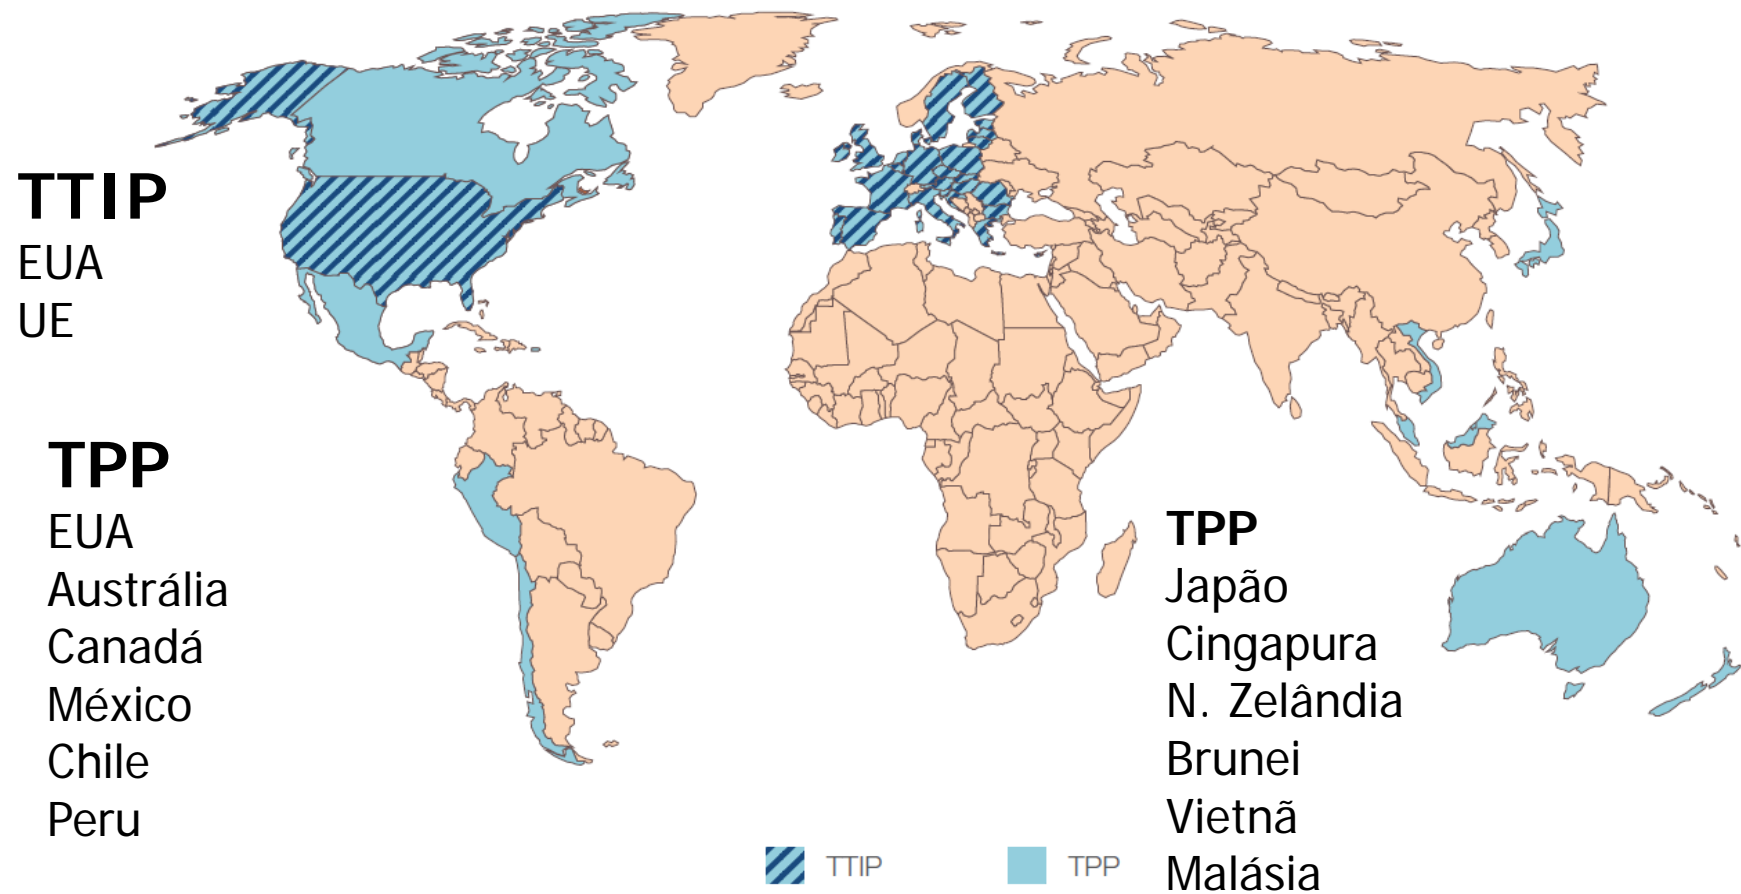 TTIP
EUA
UE
TPP
EUA
Austrália
Canadá
México
Chile
Peru
TPP
Japão
Cingapura
N. Zelândia
Brunei
Vietnã
Malásia
TTIP
TPP